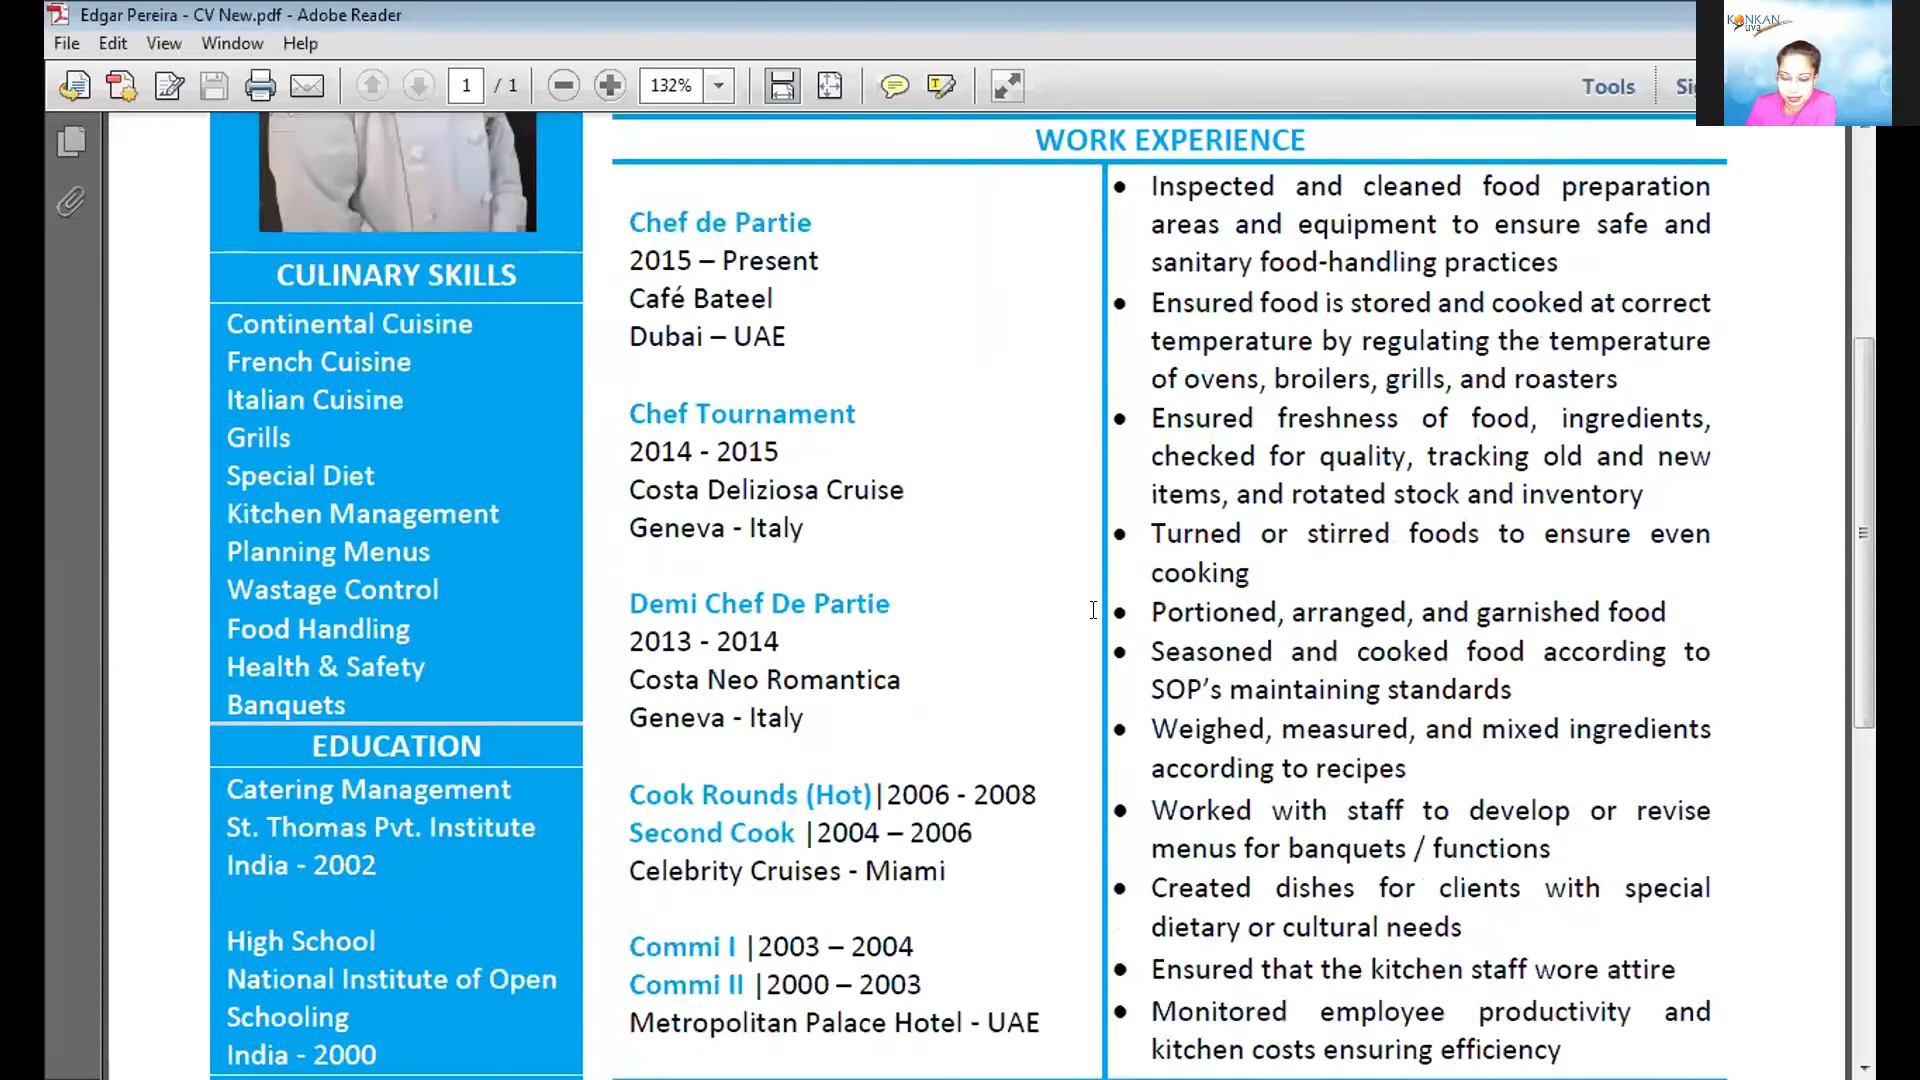 Edgar Pereira - CV New.pdf - Adobe Reader
File Edit View Window Help
1 / 1 132% Tools
KONKAN
uva
WORK EXPERIENCE
CULINARY SKILLS
Continental Cuisine
French Cuisine
Italian Cuisine
Grills
Special Diet
Kitchen Management
Planning Menus
Wastage Control
Food Handling
Health & Safety
Banquets
EDUCATION
Catering Management
St. Thomas Pvt. Institute
India - 2002
High School
National Institute of Open
Schooling
India - 2000
Chef de Partie
2015 – Present
Café Bateel
Dubai – UAE
Chef Tournament
2014 - 2015
Costa Deliziosa Cruise
Geneva - Italy
Demi Chef De Partie
2013 - 2014
Costa Neo Romantica
Geneva - Italy
Cook Rounds (Hot)|2006 - 2008
Second Cook |2004 – 2006
Celebrity Cruises - Miami
Commi I |2003 – 2004
Commi II |2000 – 2003
Metropolitan Palace Hotel - UAE
• Inspected and cleaned food preparation
areas and equipment to ensure safe and
sanitary food-handling practices
• Ensured food is stored and cooked at correct
temperature by regulating the temperature
of ovens, broilers, grills, and roasters
• Ensured freshness of food, ingredients,
checked for quality, tracking old and new
items, and rotated stock and inventory
• Turned or stirred foods to ensure even
cooking
• Portioned, arranged, and garnished food
• Seasoned and cooked food according to
SOP’s maintaining standards
• Weighed, measured, and mixed ingredients
according to recipes
• Worked with staff to develop or revise
menus for banquets / functions
• Created dishes for clients with special
dietary or cultural needs
• Ensured that the kitchen staff wore attire
• Monitored employee productivity and
kitchen costs ensuring efficiency